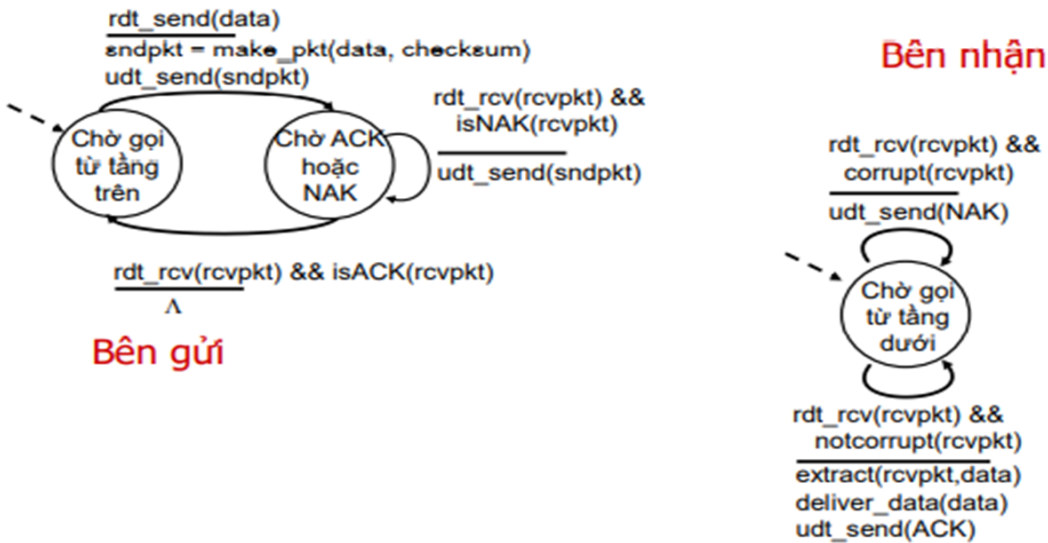 rdt_send(data)
sndpkt = make_pkt(data, checksum)
udt_send(sndpkt)
Chờ gọi
từ tầng
trên
Chờ ACK
hoặc
NAK
rdt_rcv(rcvpkt) &&
isNAK(rcvpkt)
udt_send(sndpkt)
rdt_rcv(rcvpkt) && isACK(rcvpkt)
Λ
Bên gửi
Bên nhận
rdt_rcv(rcvpkt) &&
corrupt(rcvpkt)
udt_send(NAK)
Chờ gọi
từ tầng
dưới
rdt_rcv(rcvpkt) &&
notcorrupt(rcvpkt)
extract(rcvpkt,data)
deliver_data(data)
udt_send(ACK)